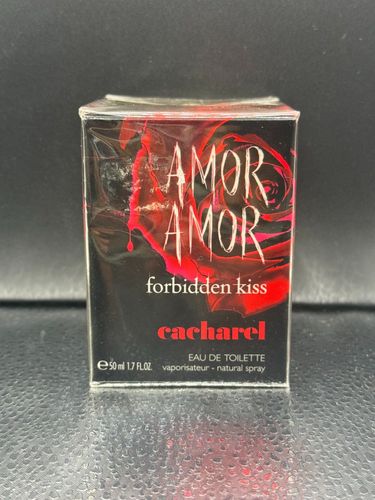 AMOR
AMOR
forbidden kiss
cacharel
EAU DE TOILETTE
℮50 ml 1.7 FL.OZ. vaporisateur - natural spray